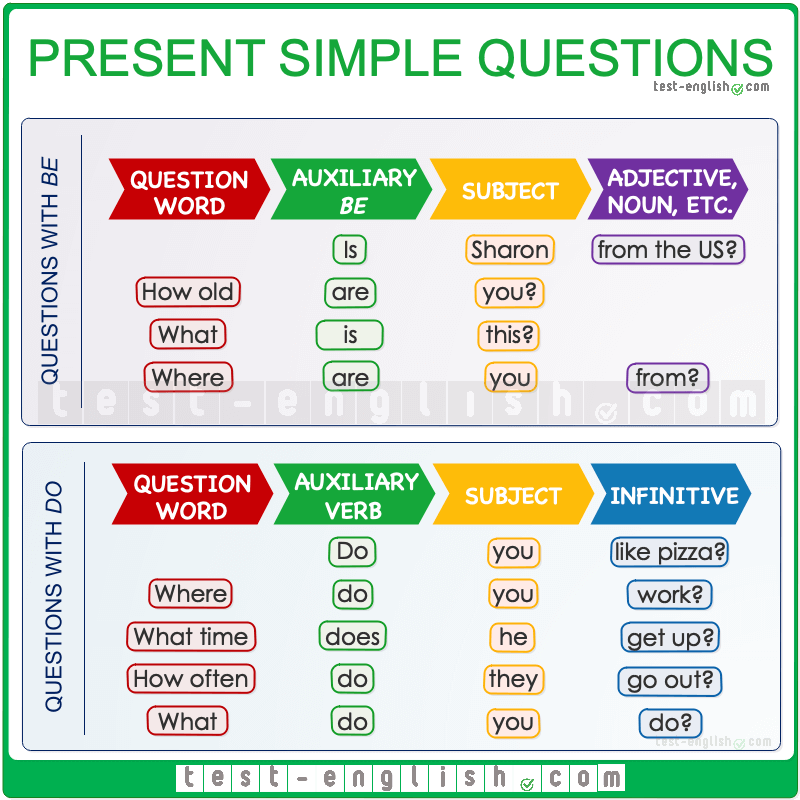 PRESENT SIMPLE QUESTIONS
test-english com
QUESTIONS WITH BE
QUESTION WORD AUXILIARY BE SUBJECT ADJECTIVE, NOUN, ETC.
Is Sharon from the US?
How old are you?
What is this?
Where are you from?
test-english com
QUESTIONS WITH DO
QUESTION WORD AUXILIARY VERB SUBJECT INFINITIVE
Do you like pizza?
Where do you work?
What time does he get up?
How often do they go out?
What do you do?
test-english com
test-english com